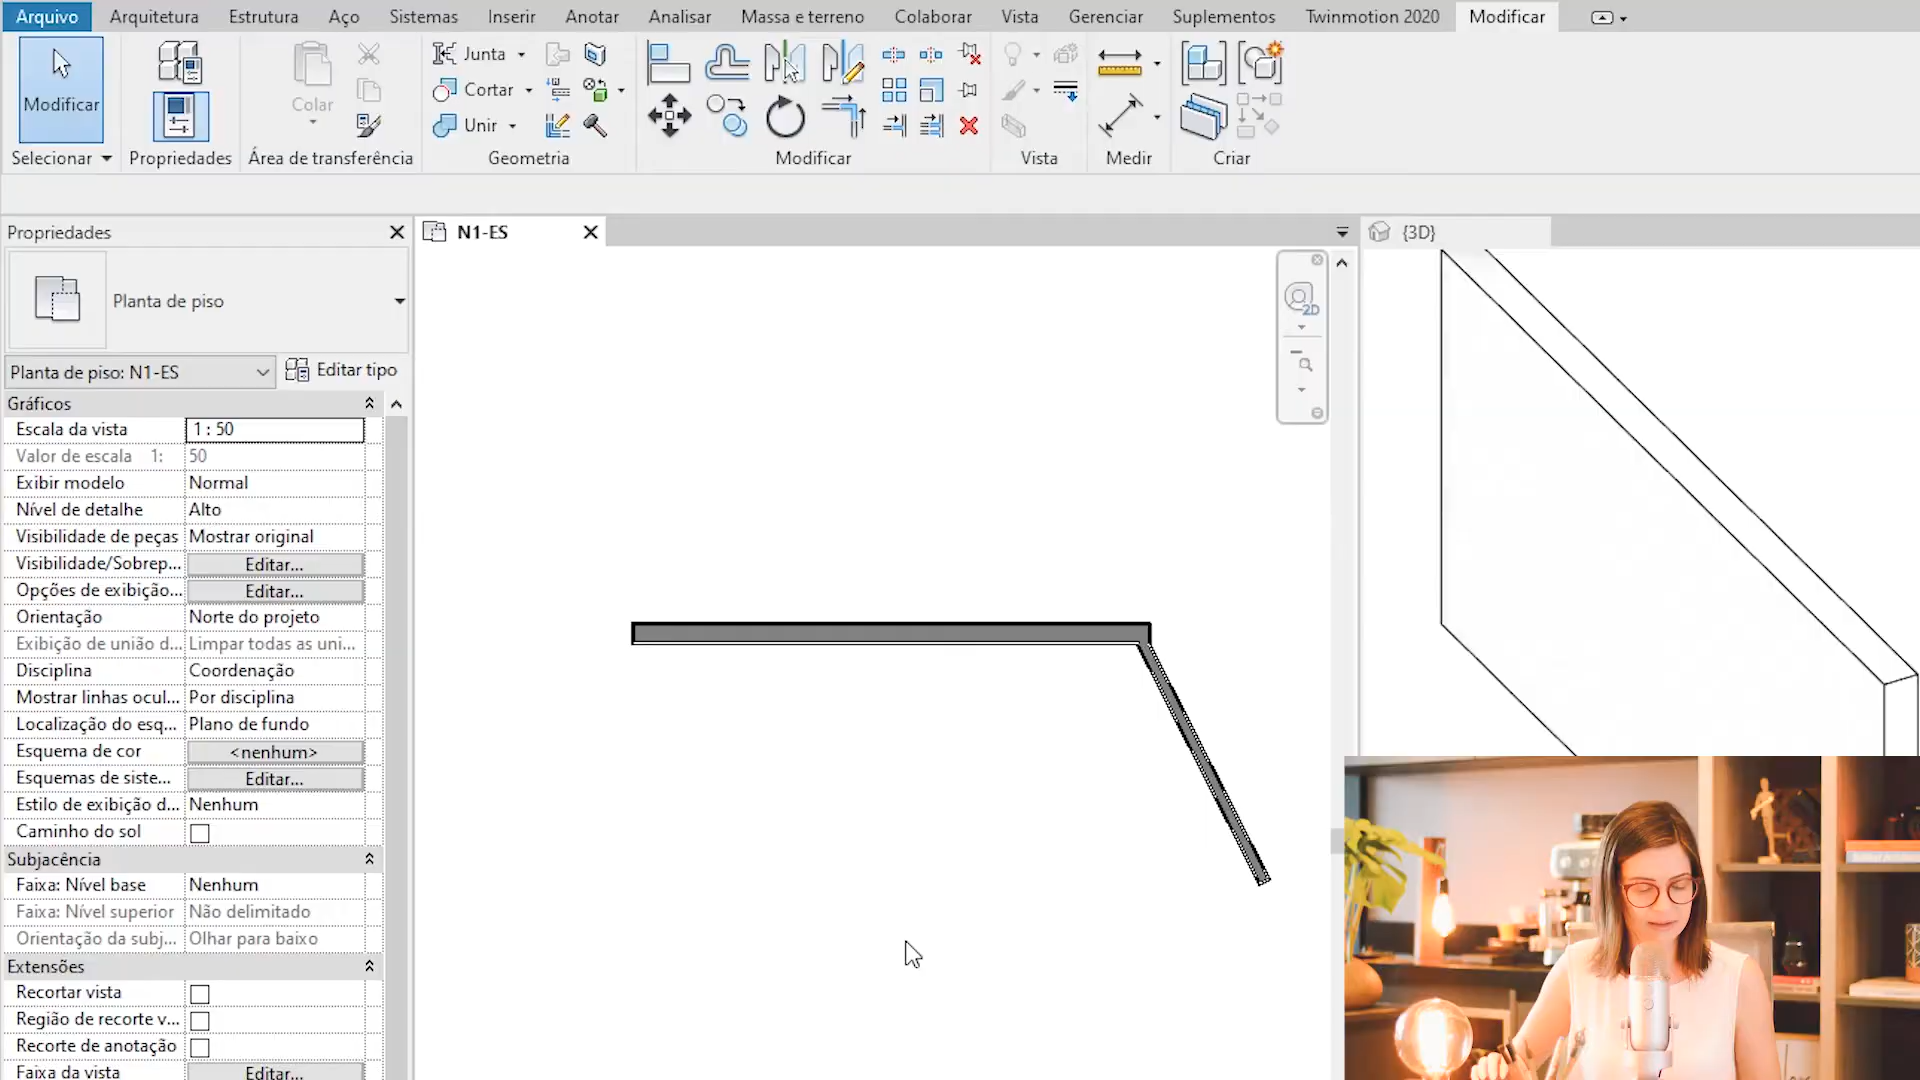 Arquivo Arquitetura Estrutura Aço Sistemas Inserir Anotar Analisar Massa e terreno Colaborar Vista Gerenciar Suplementos Twinmotion 2020 Modificar
Modificar
Colar
Junta
Cortar
Unir
Selecionar Propriedades Área de transferência Geometria Modificar Vista Medir Criar
Propriedades
N1-ES
{3D}
2D
Planta de piso
Planta de piso: N1-ES Editar tipo
Gráficos
Escala da vista 1 : 50
Valor de escala 1: 50
Exibir modelo Normal
Nível de detalhe Alto
Visibilidade de peças Mostrar original
Visibilidade/Sobrep... Editar...
Opções de exibição... Editar...
Orientação Norte do projeto
Exibição de união d... Limpar todas as uni...
Disciplina Coordenação
Mostrar linhas ocul... Por disciplina
Localização do esq... Plano de fundo
Esquema de cor <nenhum>
Esquemas de siste... Editar...
Estilo de exibição d... Nenhum
Caminho do sol
Subjacência
Faixa: Nível base Nenhum
Faixa: Nível superior Não delimitado
Orientação da subj... Olhar para baixo
Extensões
Recortar vista
Região de recorte v...
Recorte de anotação
Faixa da vista Editar...